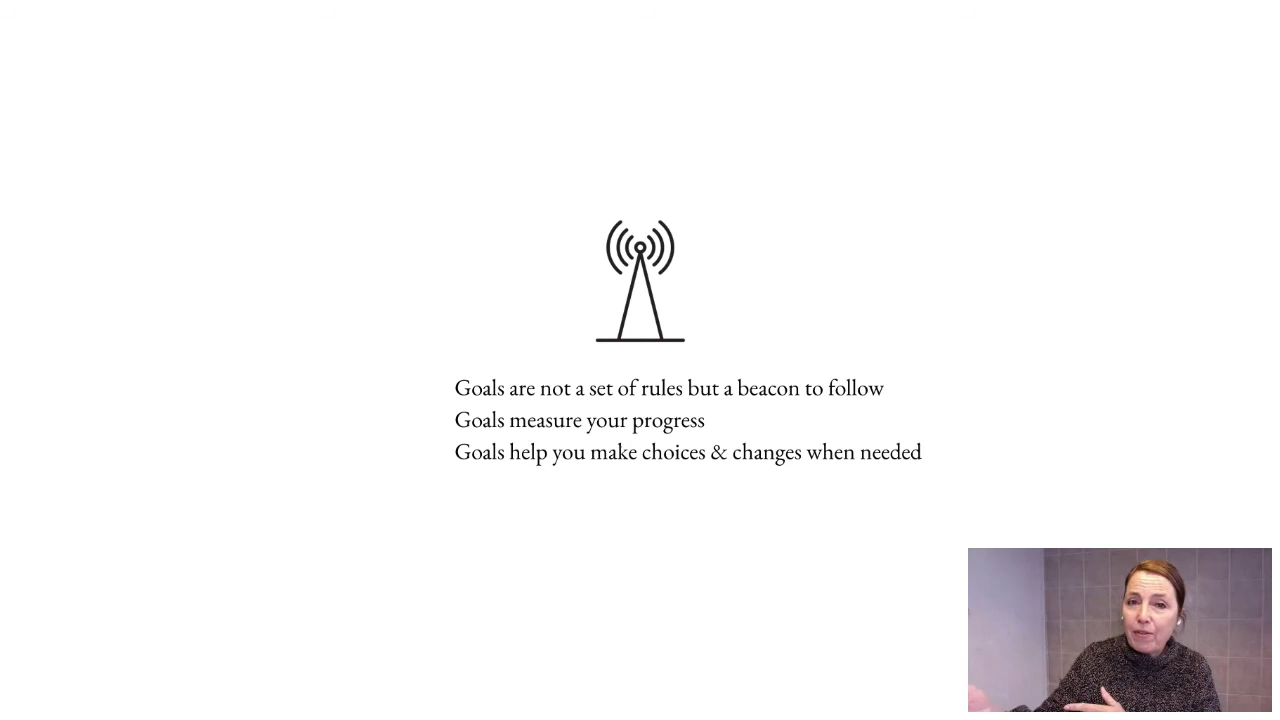 Goals are not a set of rules but a beacon to follow
Goals measure your progress
Goals help you make choices & changes when needed